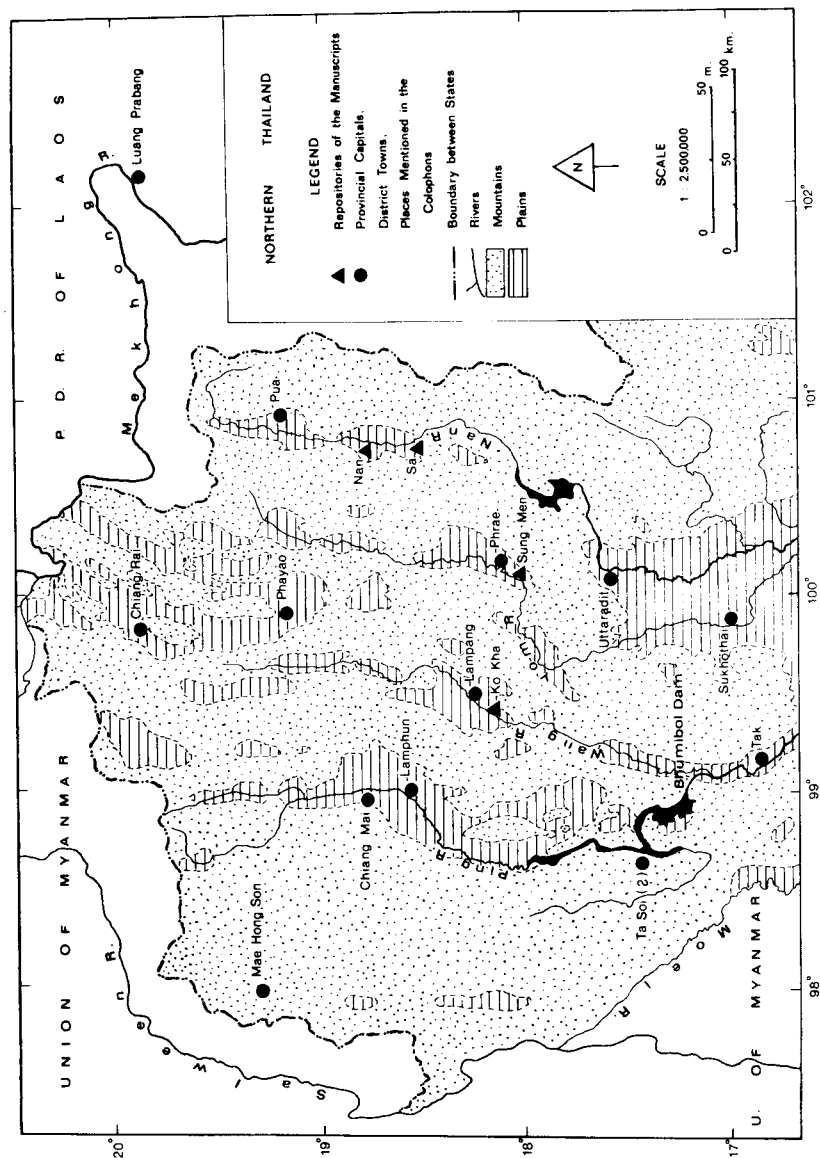 UNION OF MYANMAR
P. D. R. OF LAOS
Salween R.
Mekhong R.
Luang Prabang
Chiang Rai
Mae Hong Son
Phayao
Pua
Nan
Sa
Nan R.
Chiang Mai
Lamphun
Lampang
Ko Kha
Phrae
Sung Men
Ping R.
Wang R.
Yom R.
Uttaradit
Ta Soi (?)
Bhumibol Dam
Sukhothai
Tak
Moei R.
U. OF MYANMAR
NORTHERN THAILAND
LEGEND
Repositories of the Manuscripts
Provincial Capitals.
District Towns.
Places Mentioned in the
Colophons
Boundary between States
Rivers
Mountains
Plains
N
SCALE
1 : 2.500.000
0 50 m.
0 50 100 km.
20°
19°
18°
17°
98°
99°
100°
101°
102°